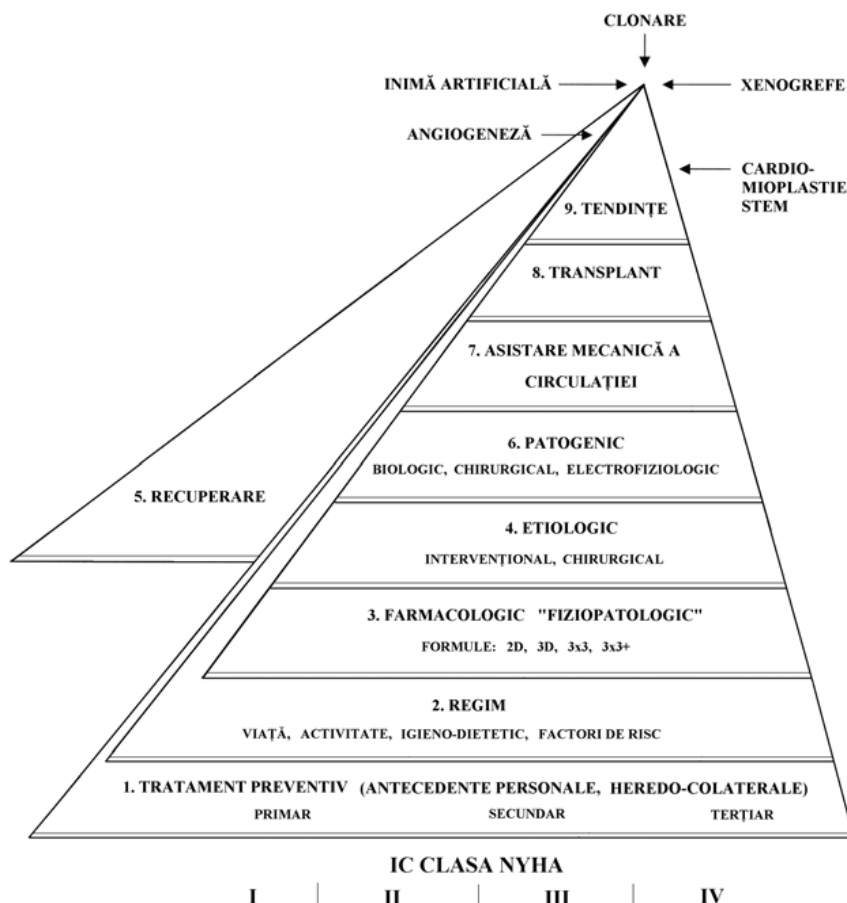 CLONARE
INIMĂ ARTIFICIALĂ
XENOGREFE
ANGIOGENEZĂ
CARDIO-
MIOPLASTIE
STEM
9. TENDINȚE
8. TRANSPLANT
7. ASISTARE MECANICĂ A
CIRCULAȚIEI
6. PATOGENIC
BIOLOGIC, CHIRURGICAL, ELECTROFIZIOLOGIC
5. RECUPERARE
4. ETIOLOGIC
INTERVENȚIONAL, CHIRURGICAL
3. FARMACOLOGIC "FIZIOPATOLOGIC"
FORMULE: 2D, 3D, 3x3, 3x3+
2. REGIM
VIAȚĂ, ACTIVITATE, IGIENO-DIETETIC, FACTORI DE RISC
1. TRATAMENT PREVENTIV (ANTECEDENTE PERSONALE, HEREDO-COLATERALE)
PRIMAR SECUNDAR TERȚIAR
IC CLASA NYHA
I II III IV